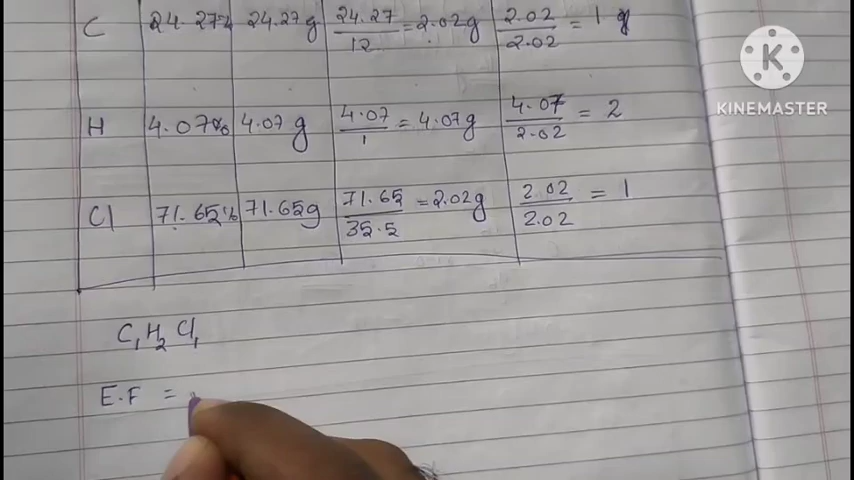 C 24.27% 24.27g 24.27/12 = 2.02g 2.02/2.02 = 1
H 4.07% 4.07g 4.07/1 = 4.07g 4.07/2.02 = 2
Cl 71.65% 71.65g 71.65/35.5 = 2.02g 2.02/2.02 = 1
C₁H₂Cl₁
E.F =
K
KINEMASTER